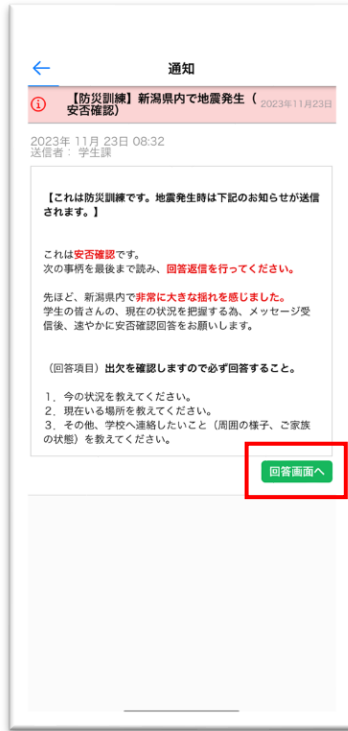 通知
【防災訓練】新潟県内で地震発生（
安否確認）
2023年11月23日
2023年 11月 23日 08:32
送信者： 学生課
【これは防災訓練です。地震発生時は下記のお知らせが送信
されます。】
これは安否確認です。
次の事柄を最後まで読み、回答返信を行ってください。
先ほど、新潟県内で非常に大きな揺れを感じました。
学生の皆さんの、現在の状況を把握する為、メッセージ受
信後、速やかに安否確認回答をお願いします。
（回答項目）出欠を確認しますので必ず回答すること。
1．今の状況を教えてください。
2．現在いる場所を教えてください。
3．その他、学校へ連絡したいこと（周囲の様子、ご家族
の状態）を教えてください。
回答画面へ